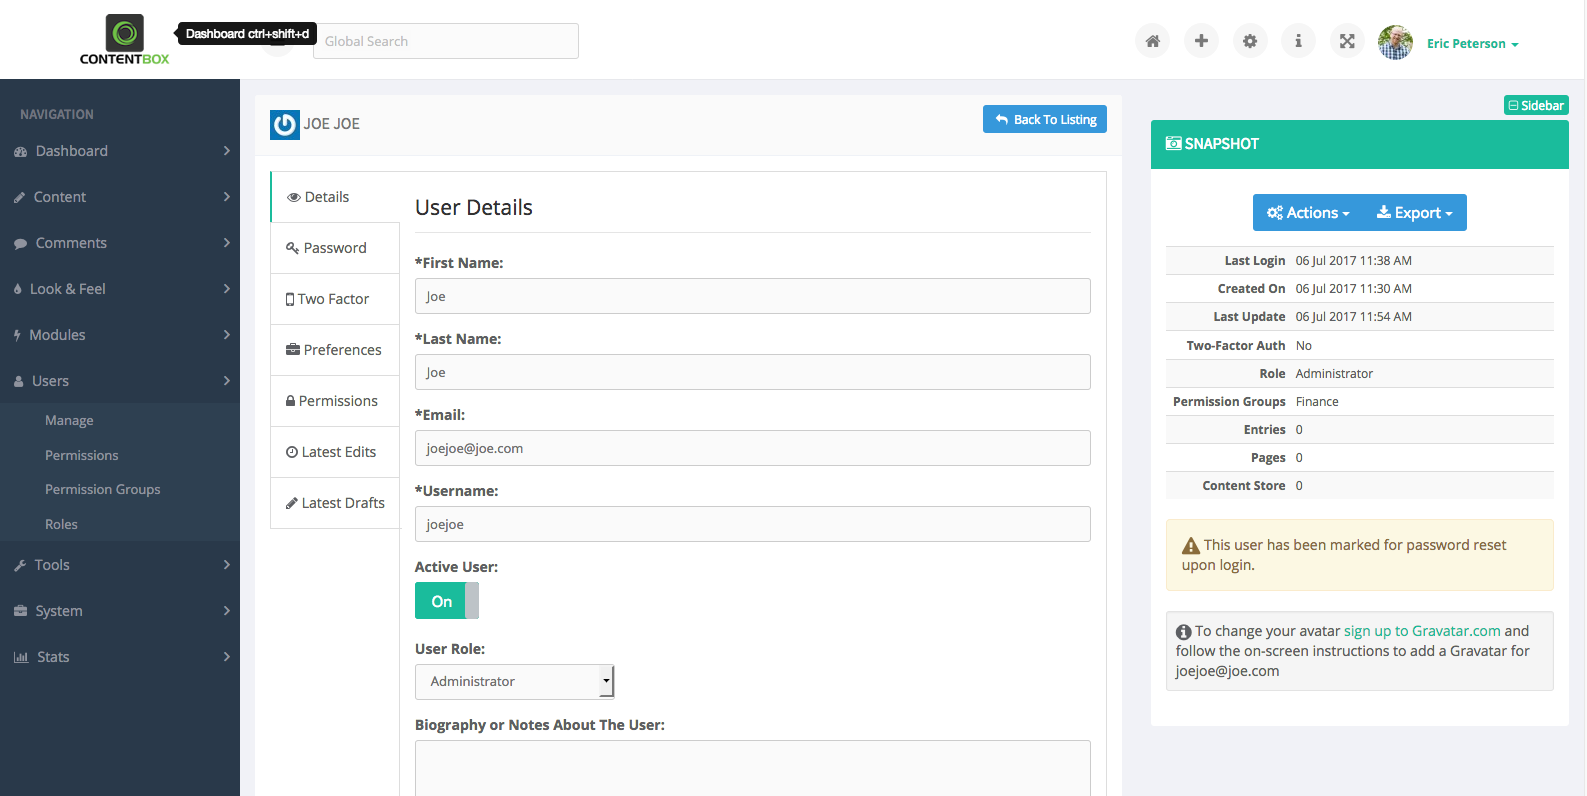 CONTENTBOX
Dashboard ctrl+shift+d
Global Search
Eric Peterson
NAVIGATION
Dashboard
Content
Comments
Look & Feel
Modules
Users
Manage
Permissions
Permission Groups
Roles
Tools
System
Stats
JOE JOE
Back To Listing
Details
Password
Two Factor
Preferences
Permissions
Latest Edits
Latest Drafts
User Details
*First Name:
Joe
*Last Name:
Joe
*Email:
joejoe@joe.com
*Username:
joejoe
Active User:
On
User Role:
Administrator
Biography or Notes About The User:
Sidebar
SNAPSHOT
Actions
Export
Last Login 06 Jul 2017 11:38 AM
Created On 06 Jul 2017 11:30 AM
Last Update 06 Jul 2017 11:54 AM
Two-Factor Auth No
Role Administrator
Permission Groups Finance
Entries 0
Pages 0
Content Store 0
This user has been marked for password reset
upon login.
To change your avatar sign up to Gravatar.com and
follow the on-screen instructions to add a Gravatar for
joejoe@joe.com